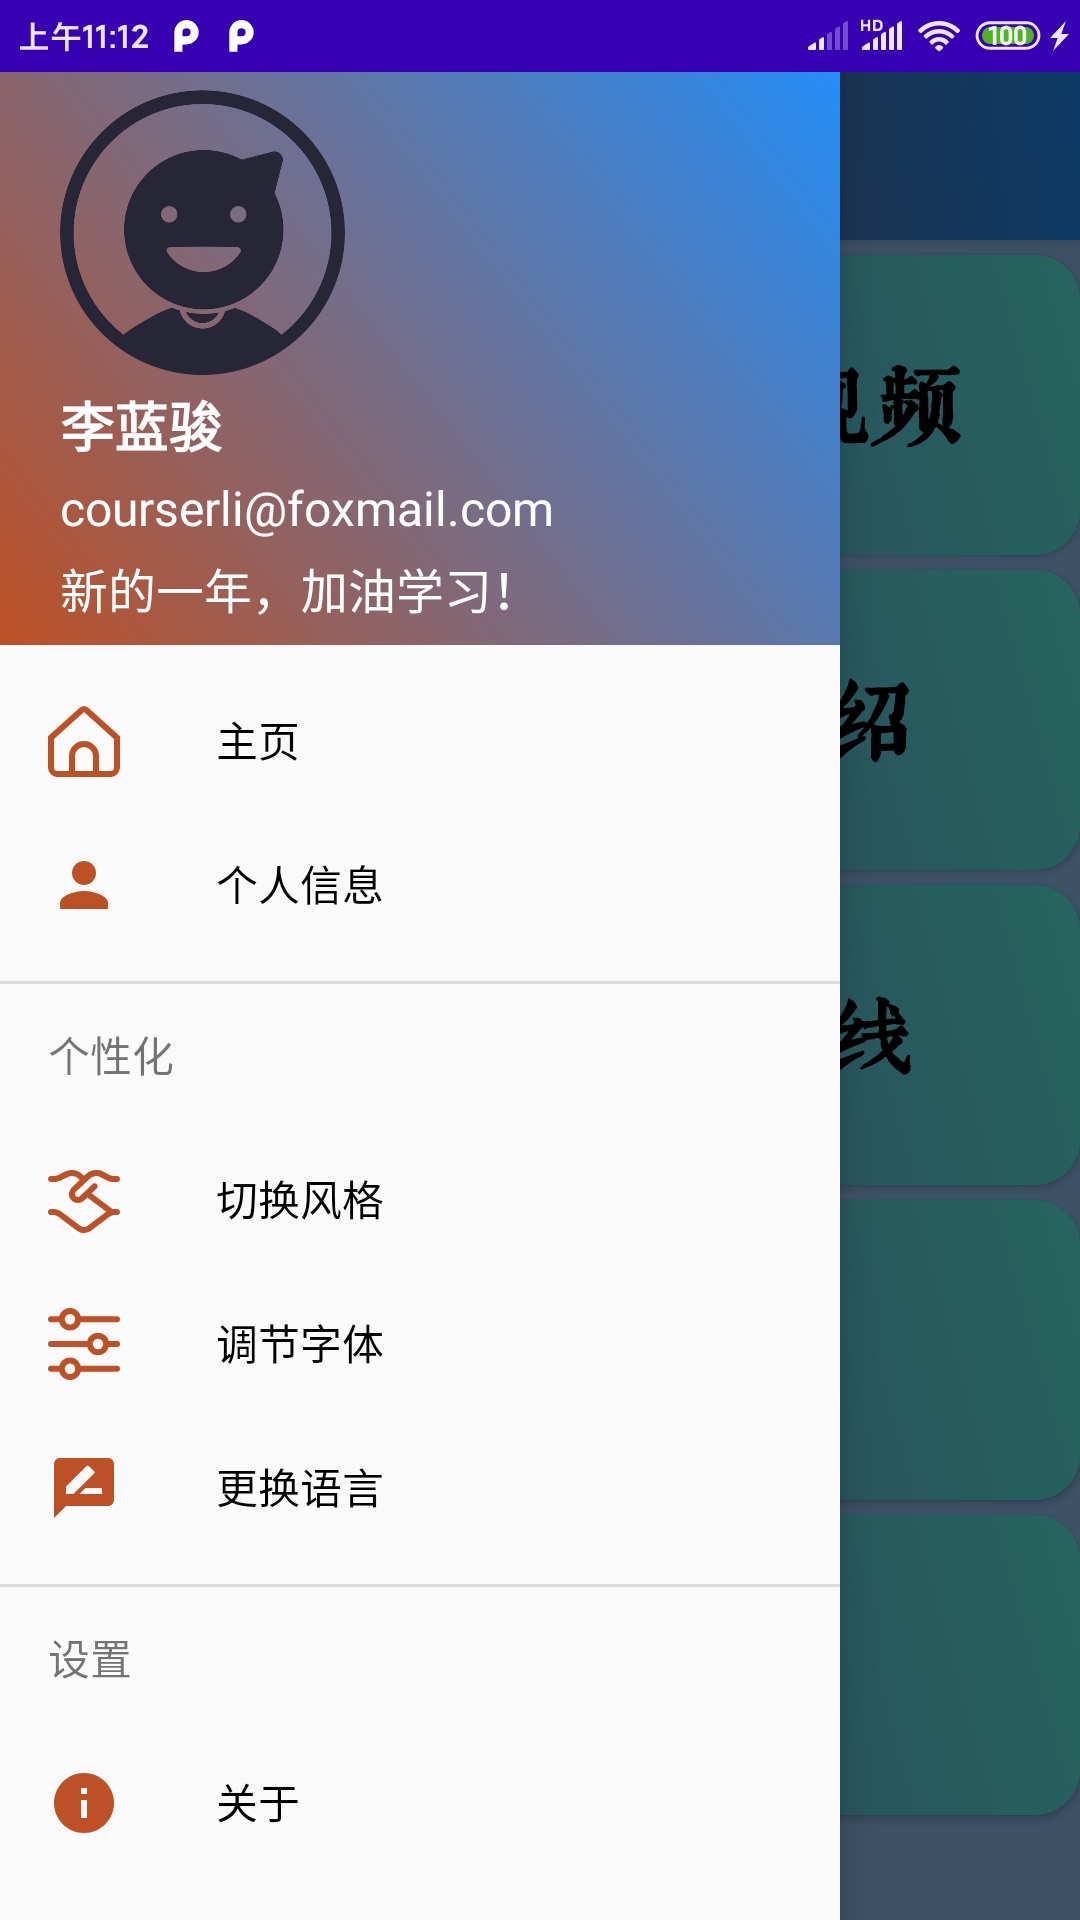 上午11:12
HD
100
李蓝骏
courserli@foxmail.com
新的一年，加油学习！
主页
个人信息
个性化
切换风格
调节字体
更换语言
设置
关于
频
绍
线